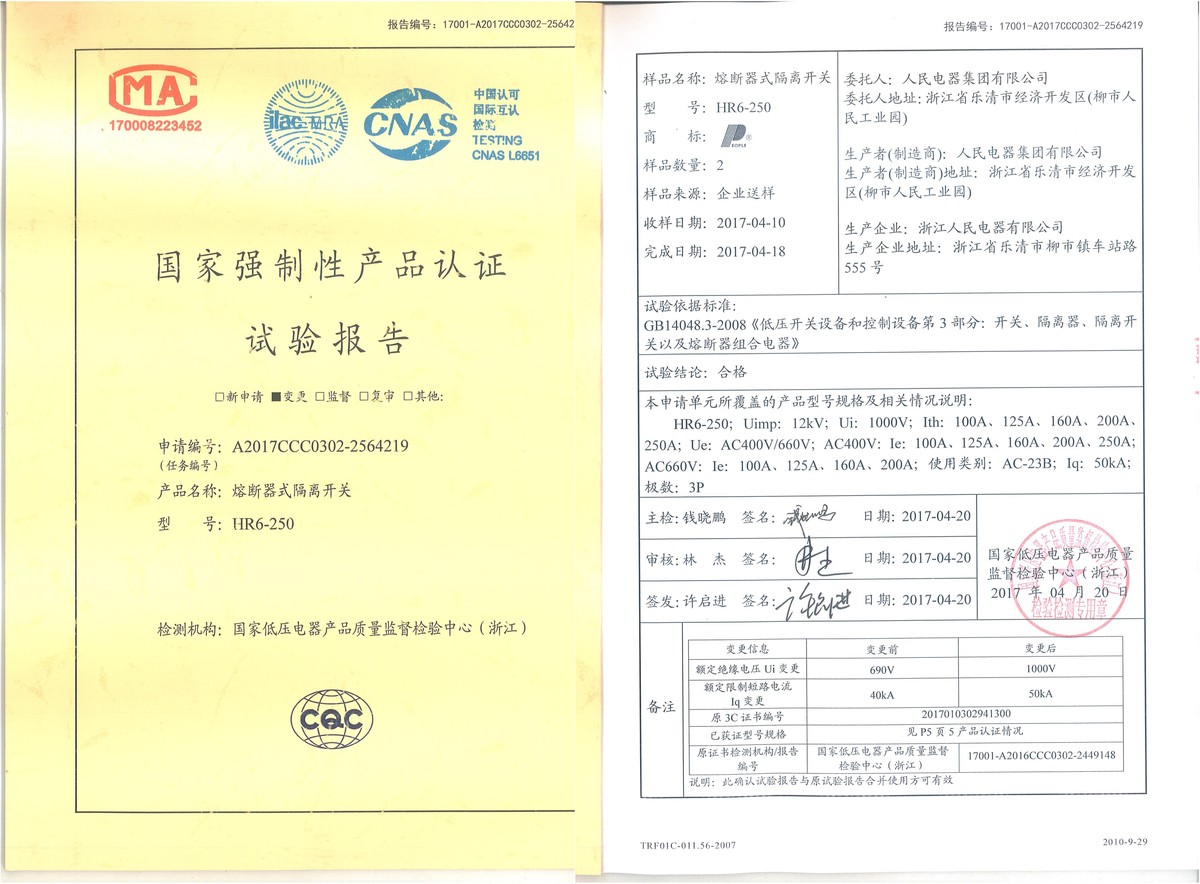 报告编号：17001-A2017CCC0302-25642
MA
170008223452
ilac-MRA
CNAS
中国认可
国际互认
检测
TESTING
CNAS L6651
国家强制性产品认证
试验报告
□新申请 ■变更 □监督 □复审 □其他:
申请编号：A2017CCC0302-2564219
（任务编号）
产品名称：熔断器式隔离开关
型 号：HR6-250
检测机构：国家低压电器产品质量监督检验中心（浙江）
CQC
报告编号：17001-A2017CCC0302-2564219
样品名称：熔断器式隔离开关
型 号：HR6-250
商 标：PEOPLE®
样品数量：2
样品来源：企业送样
收样日期：2017-04-10
完成日期：2017-04-18
委托人：人民电器集团有限公司
委托人地址：浙江省乐清市经济开发区(柳市人
民工业园)
生产者(制造商)：人民电器集团有限公司
生产者(制造商)地址：浙江省乐清市经济开发
区(柳市人民工业园)
生产企业：浙江人民电器有限公司
生产企业地址：浙江省乐清市柳市镇车站路
555 号
试验依据标准：
GB14048.3-2008《低压开关设备和控制设备第 3 部分：开关、隔离器、隔离开
关以及熔断器组合电器》
试验结论：合格
本申请单元所覆盖的产品型号规格及相关情况说明：
HR6-250；Uimp：12kV；Ui：1000V；Ith：100A、125A、160A、200A、
250A；Ue：AC400V/660V；AC400V：Ie：100A、125A、160A、200A、250A；
AC660V：Ie：100A、125A、160A、200A；使用类别：AC-23B；Iq：50kA；
极数：3P
主检：钱晓鹏 签名： 日期：2017-04-20
审核：林 杰 签名： 日期：2017-04-20
签发：许启进 签名：许启进 日期：2017-04-20
国家低压电器产品质量
监督检验中心（浙江）
2017 年 04 月 20 日
检验检测专用章
备注
变更信息 变更前 变更后
额定绝缘电压 Ui 变更 690V 1000V
额定限制短路电流
Iq 变更 40kA 50kA
原 3C 证书编号 2017010302941300
已获证型号规格 见 P5 页 5 产品认证情况
原证书检测机构/报告
编号 国家低压电器产品质量监督
检验中心（浙江） 17001-A2016CCC0302-2449148
说明：此确认试验报告与原试验报告合并使用方可有效
TRF01C-011.56-2007
2010-9-29